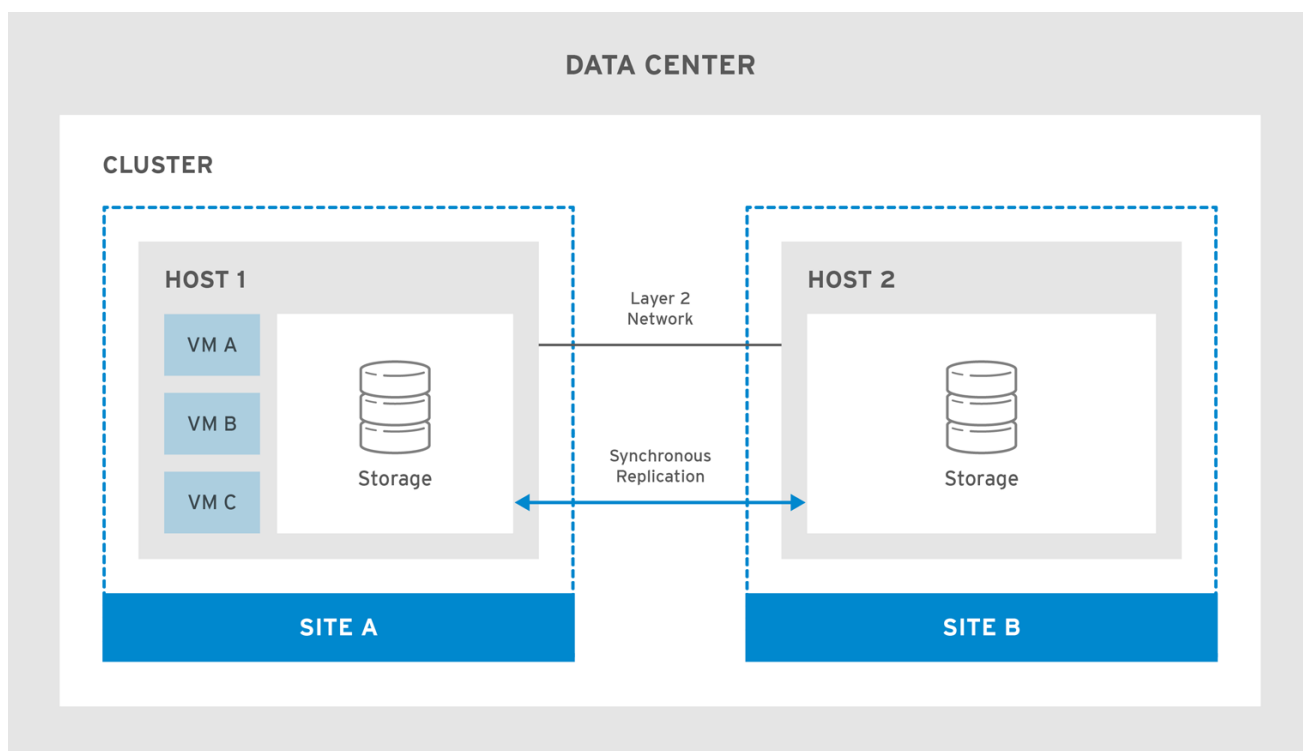 DATA CENTER
CLUSTER
HOST 1
VM A
VM B
VM C
Storage
Layer 2
Network
Synchronous
Replication
HOST 2
Storage
SITE A
SITE B